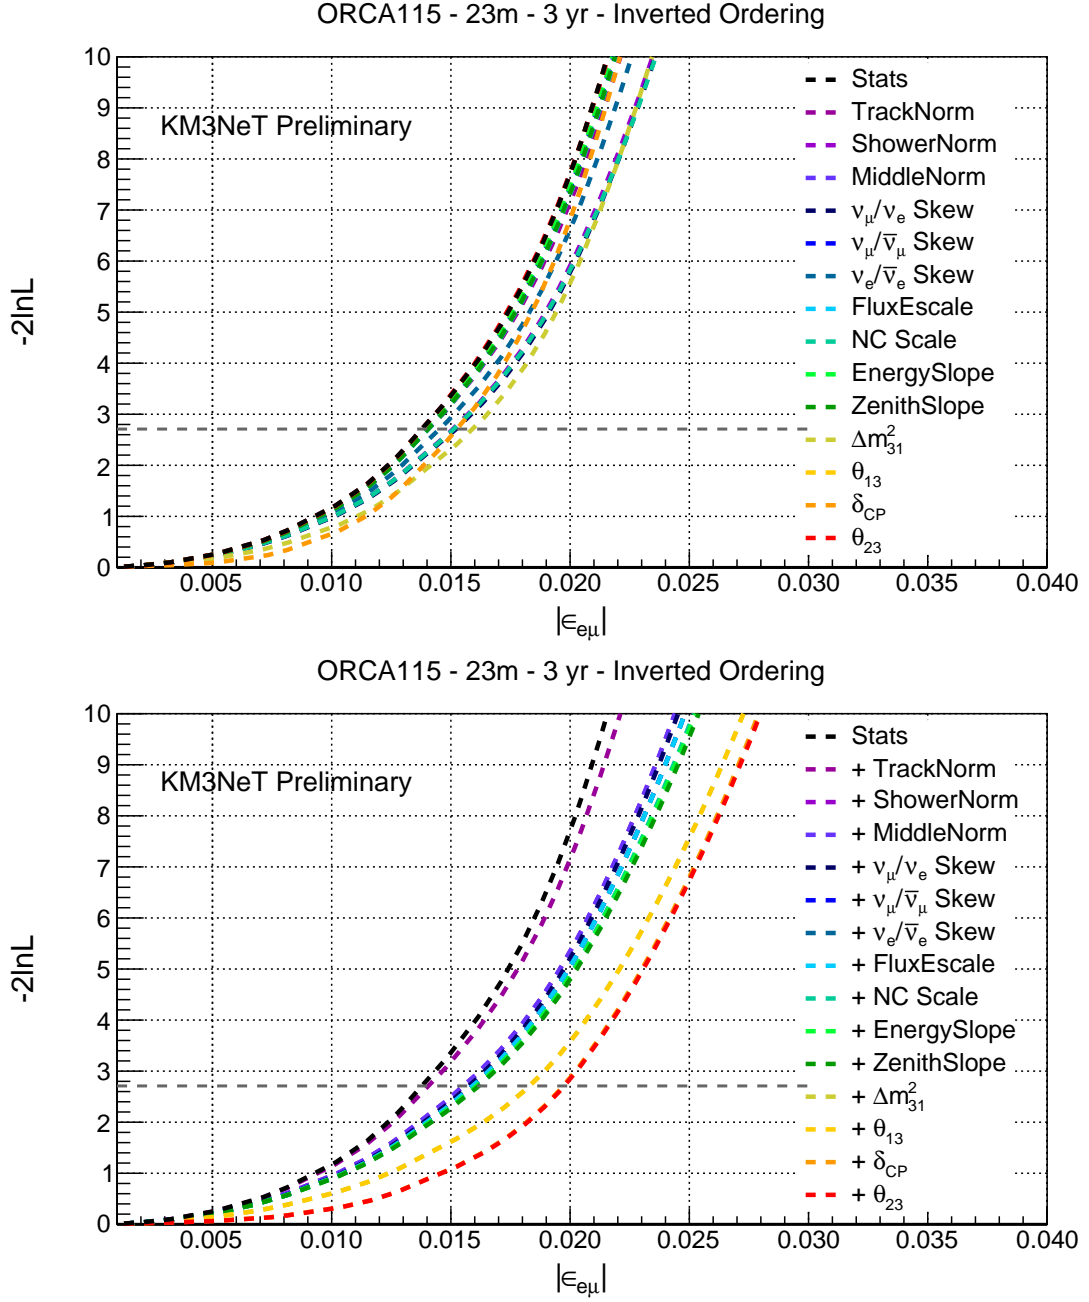 ORCA115 - 23m - 3 yr - Inverted Ordering
10
9
8
7
6
5
4
3
2
1
0
-2lnL
KM3NeT Preliminary
Stats
TrackNorm
ShowerNorm
MiddleNorm
νμ/νe Skew
νμ/ν̅μ Skew
νe/ν̅e Skew
FluxEscale
NC Scale
EnergySlope
ZenithSlope
Δm²31
θ13
δCP
θ23
0.005 0.010 0.015 0.020 0.025 0.030 0.035 0.040
|ϵeμ|
ORCA115 - 23m - 3 yr - Inverted Ordering
10
9
8
7
6
5
4
3
2
1
0
-2lnL
KM3NeT Preliminary
Stats
+ TrackNorm
+ ShowerNorm
+ MiddleNorm
+ νμ/νe Skew
+ νμ/ν̅μ Skew
+ νe/ν̅e Skew
+ FluxEscale
+ NC Scale
+ EnergySlope
+ ZenithSlope
+ Δm²31
+ θ13
+ δCP
+ θ23
0.005 0.010 0.015 0.020 0.025 0.030 0.035 0.040
|ϵeμ|